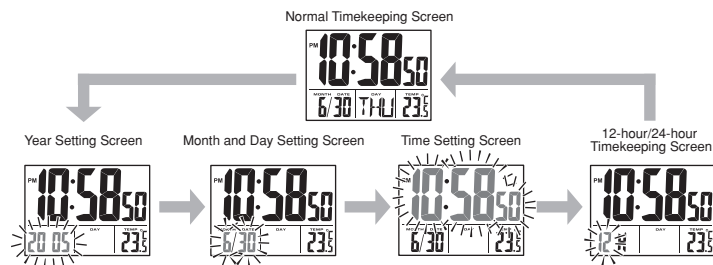 Normal Timekeeping Screen
PM 10:58 50
MONTH DATE DAY TEMP °C
6/30 THU 23.5
Year Setting Screen
PM 10:58 50
DAY TEMP
20 05 23.5
Month and Day Setting Screen
PM 10:58 50
MONTH DATE DAY TEMP
6/30 23.5
Time Setting Screen
PM 10:58 50
6/30 23.5
12-hour/24-hour
Timekeeping Screen
PM 10:58 50
DAY TEMP
12 23.5